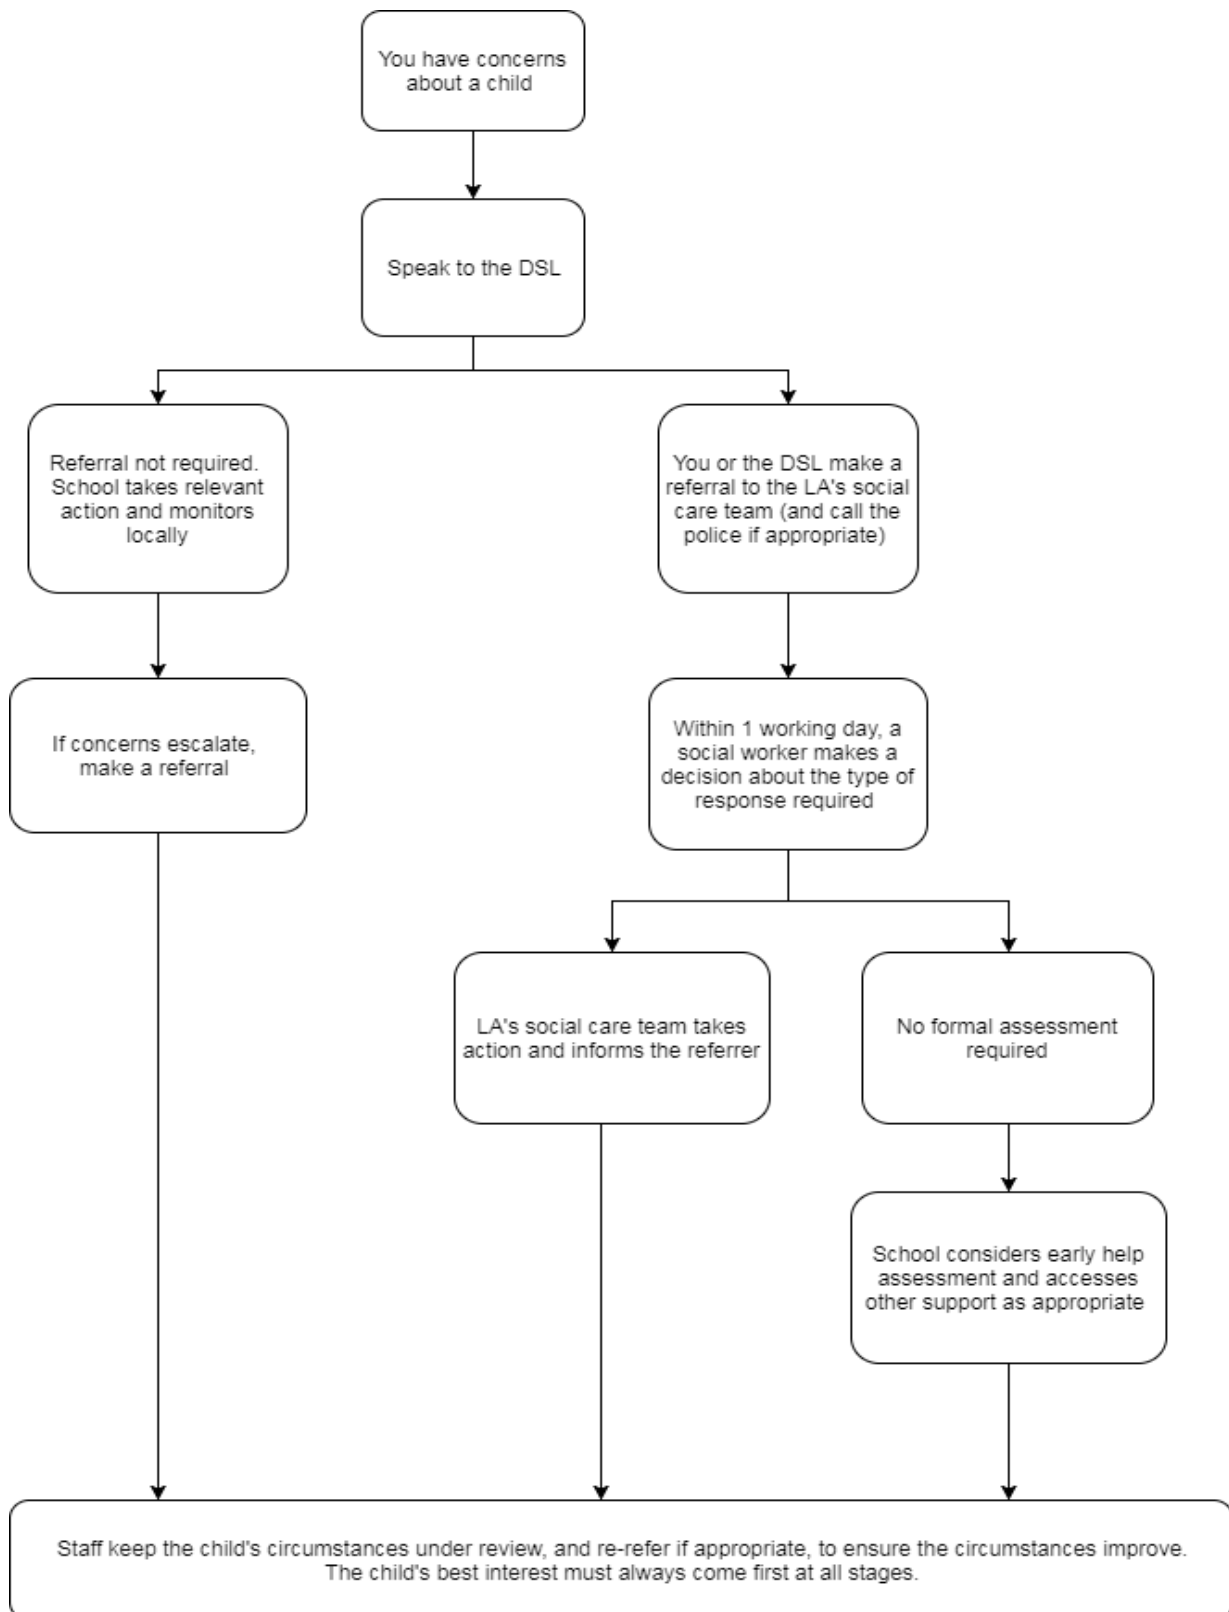 You have concerns
about a child
Speak to the DSL
Referral not required.
School takes relevant
action and monitors
locally
You or the DSL make a
referral to the LA's social
care team (and call the
police if appropriate)
If concerns escalate,
make a referral
Within 1 working day, a
social worker makes a
decision about the type of
response required
LA's social care team takes
action and informs the referrer
No formal assessment
required
School considers early help
assessment and accesses
other support as appropriate
Staff keep the child's circumstances under review, and re-refer if appropriate, to ensure the circumstances improve.
The child's best interest must always come first at all stages.